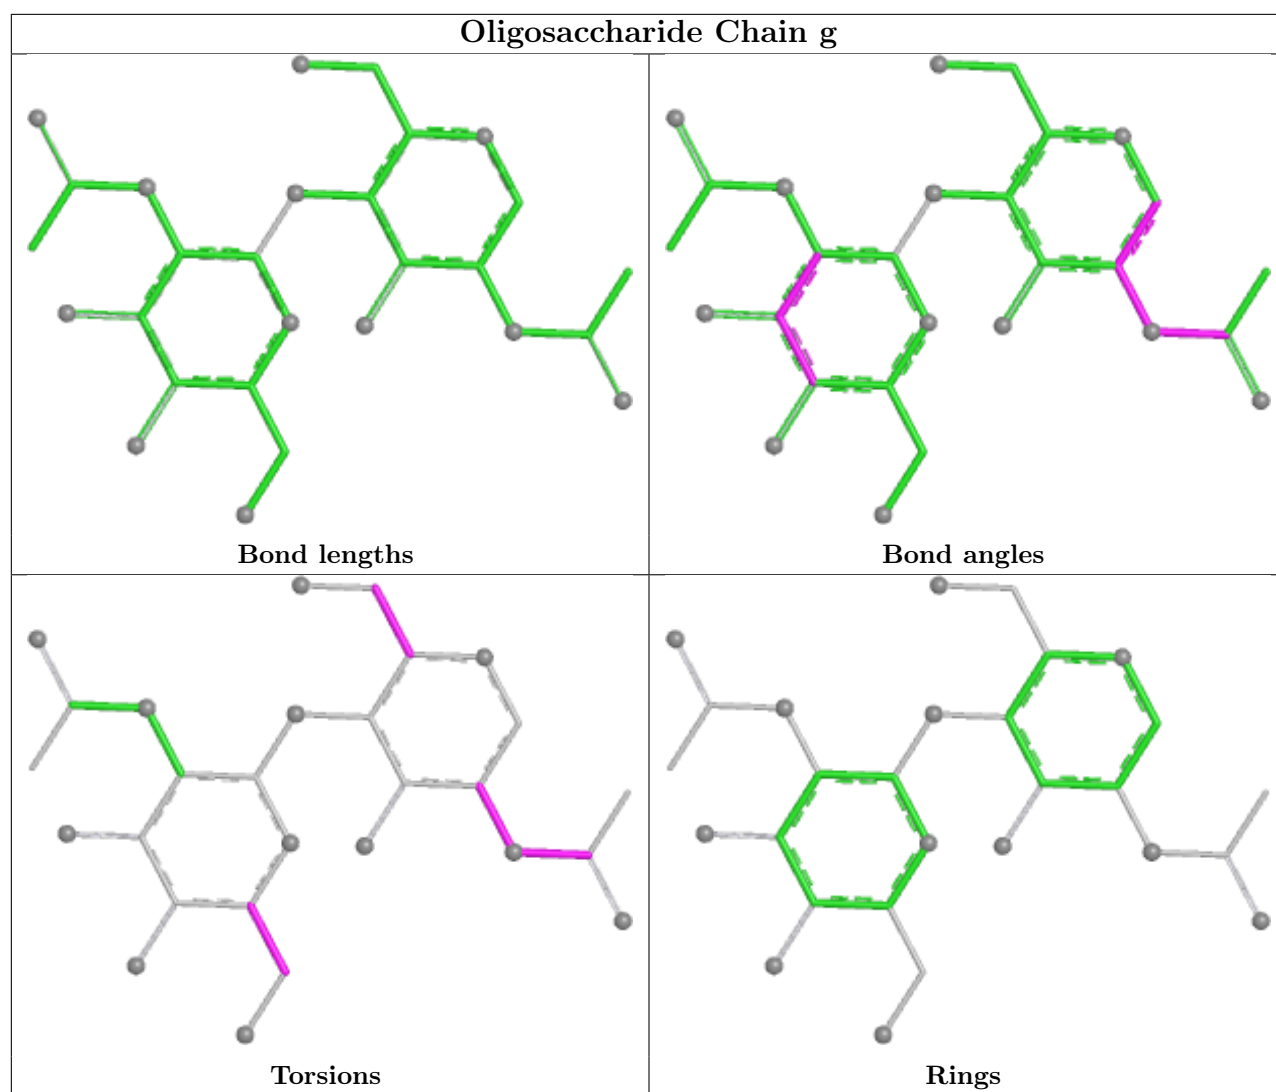 Oligosaccharide Chain g
Bond lengths
Bond angles
Torsions
Rings